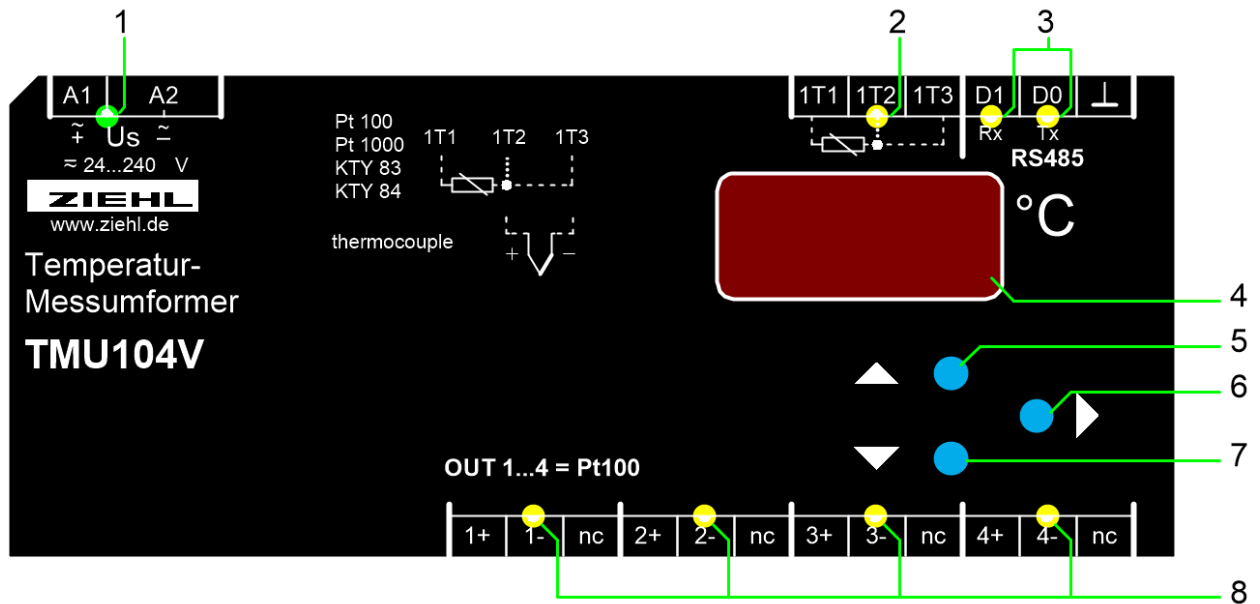 1
2
3
A1 A2
1T1 1T2 1T3 D1 D0
~ + Us ~ −
≂ 24...240 V
Rx Tx
RS485
Pt 100
Pt 1000
KTY 83
KTY 84
1T1 1T2 1T3
ZIEHL
www.ziehl.de
thermocouple
+ −
°C
Temperatur-
Messumformer
TMU104V
4
5
6
7
OUT 1...4 = Pt100
1+ 1- nc 2+ 2- nc 3+ 3- nc 4+ 4- nc
8